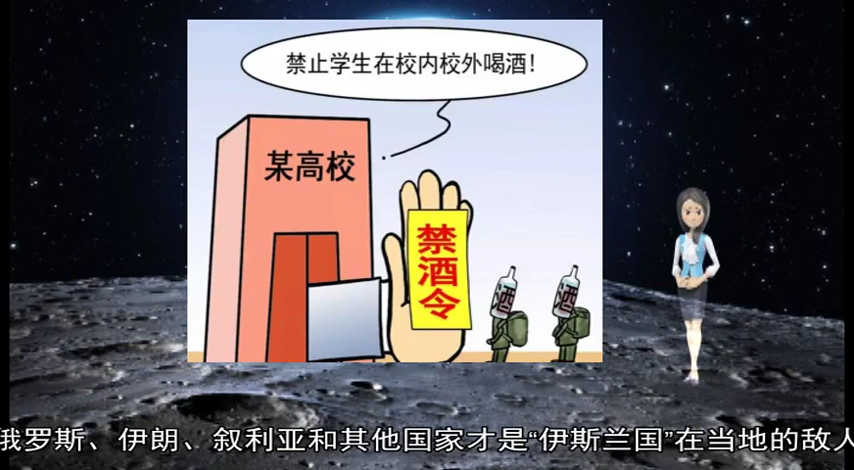 禁止学生在校内校外喝酒！
某高校
禁酒令
酒
酒
俄罗斯、伊朗、叙利亚和其他国家才是“伊斯兰国”在当地的敌人